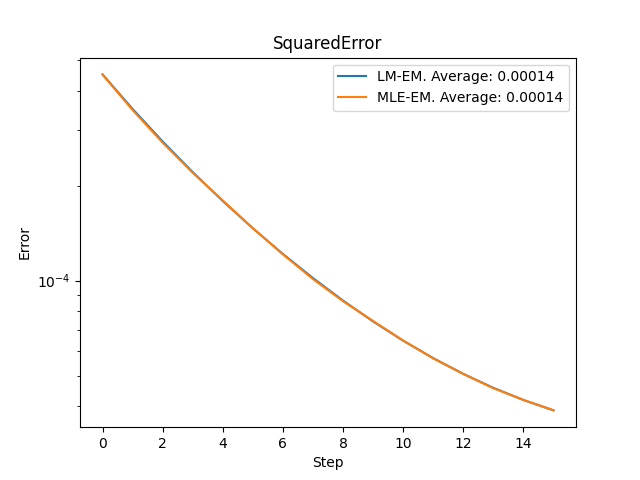 SquaredError
LM-EM. Average: 0.00014
MLE-EM. Average: 0.00014
Error
10⁻⁴
0 2 4 6 8 10 12 14
Step